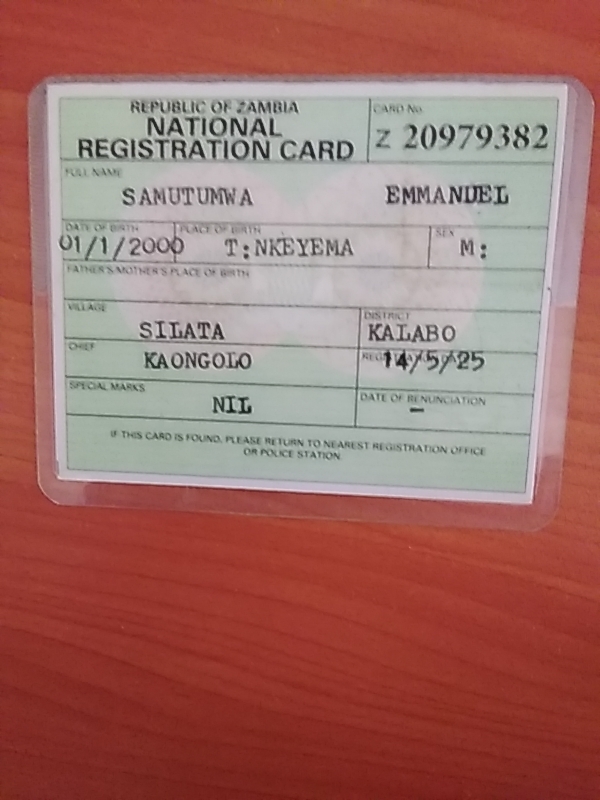 REPUBLIC OF ZAMBIA
NATIONAL
REGISTRATION CARD
CARD No.
Z 20979382
FULL NAME
SAMUTUMWA EMMANUEL
DATE OF BIRTH PLACE OF BIRTH SEX
01/1/2000 T:NKEYEMA M:
FATHER'S/MOTHER'S PLACE OF BIRTH
VILLAGE DISTRICT
SILATA KALABO
CHIEF
KAONGOLO 14/5/25
SPECIAL MARKS DATE OF RENUNCIATION
NIL –
IF THIS CARD IS FOUND, PLEASE RETURN TO NEAREST REGISTRATION OFFICE
OR POLICE STATION